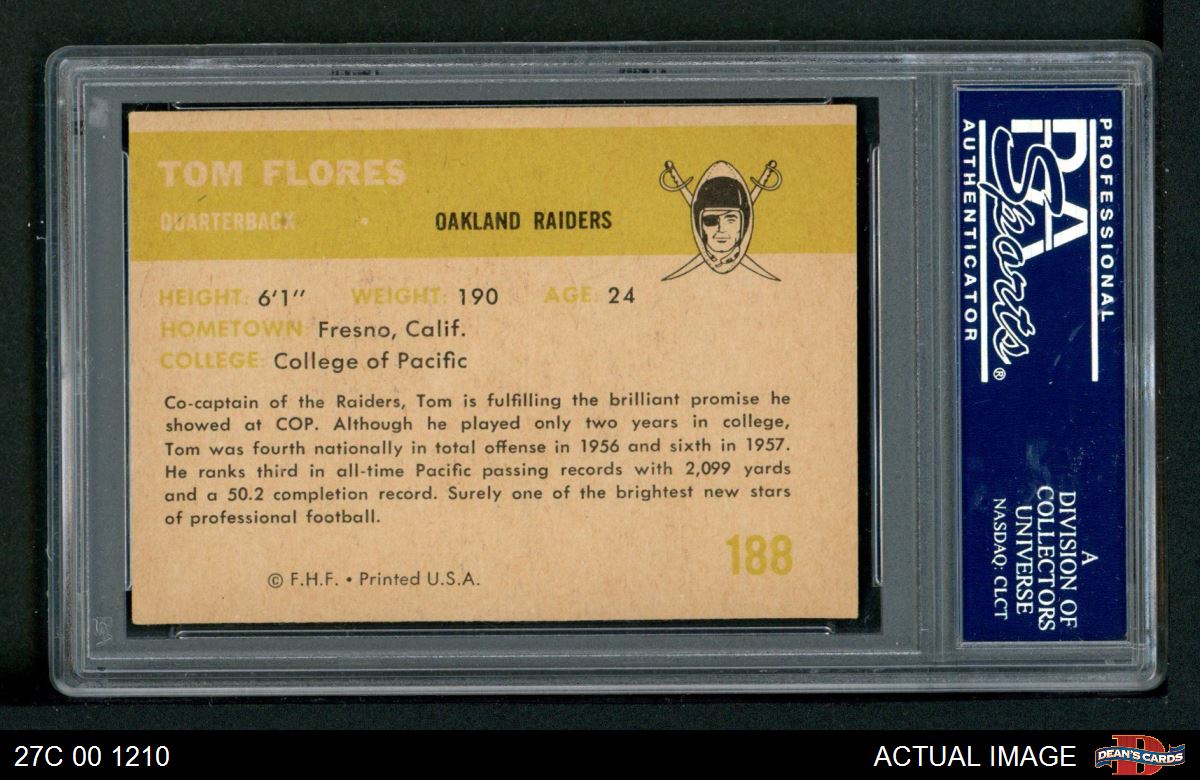 TOM FLORES
QUARTERBACK
OAKLAND RAIDERS
HEIGHT: 6'1" WEIGHT: 190 AGE: 24
HOMETOWN: Fresno, Calif.
COLLEGE: College of Pacific
Co-captain of the Raiders, Tom is fulfilling the brilliant promise he
showed at COP. Although he played only two years in college,
Tom was fourth nationally in total offense in 1956 and sixth in 1957.
He ranks third in all-time Pacific passing records with 2,099 yards
and a 50.2 completion record. Surely one of the brightest new stars
of professional football.
188
© F.H.F. • Printed U.S.A.
PROFESSIONAL
PSA
Sports®
AUTHENTICATOR
A
DIVISION OF
COLLECTORS
UNIVERSE
NASDAQ: CLCT
27C 00 1210
ACTUAL IMAGE
D
DEAN'S CARDS